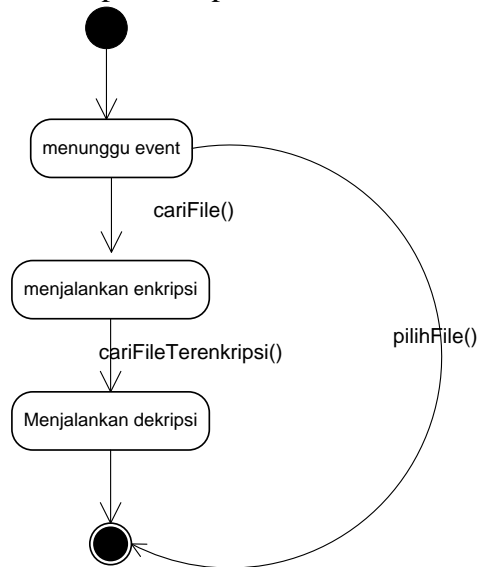 menunggu event
cariFile()
menjalankan enkripsi
pilihFile()
cariFileTerenkripsi()
Menjalankan dekripsi